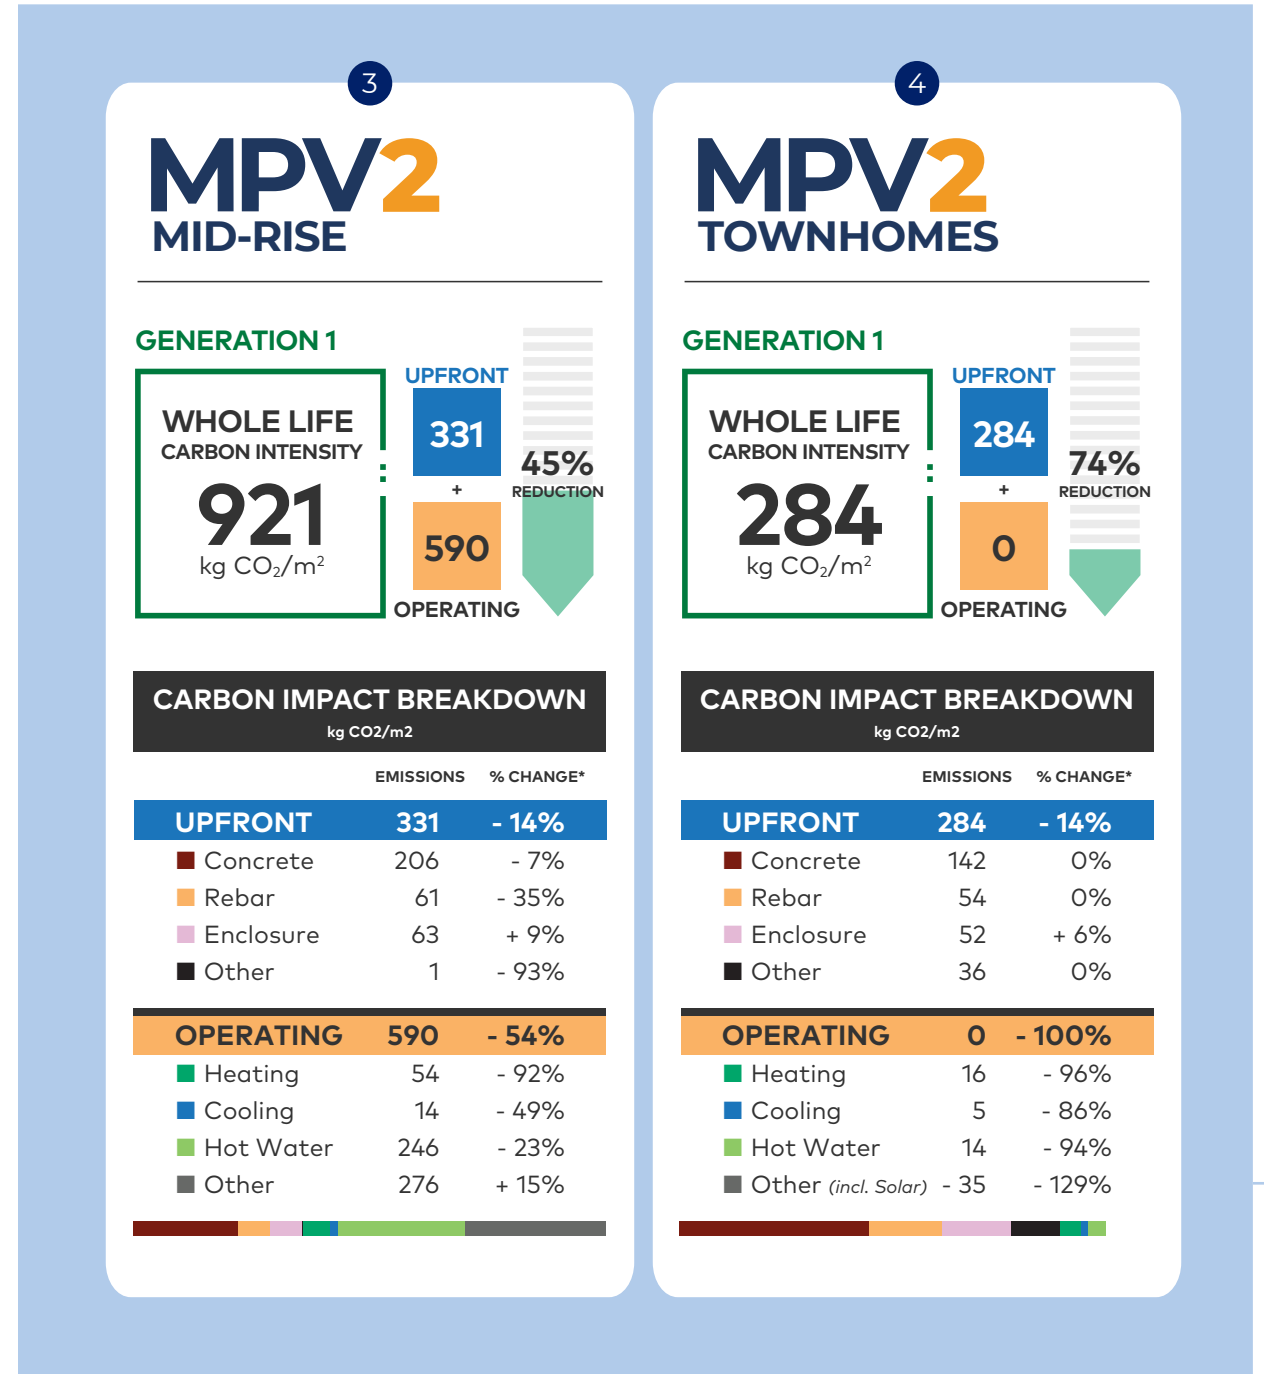 3
MPV2
MID-RISE
GENERATION 1
WHOLE LIFE
CARBON INTENSITY
921
kg CO₂/m²
:
UPFRONT
331
+
590
OPERATING
45%
REDUCTION
CARBON IMPACT BREAKDOWN
kg CO2/m2
EMISSIONS % CHANGE*
UPFRONT 331 - 14%
Concrete 206 - 7%
Rebar 61 - 35%
Enclosure 63 + 9%
Other 1 - 93%
OPERATING 590 - 54%
Heating 54 - 92%
Cooling 14 - 49%
Hot Water 246 - 23%
Other 276 + 15%
4
MPV2
TOWNHOMES
GENERATION 1
WHOLE LIFE
CARBON INTENSITY
284
kg CO₂/m²
:
UPFRONT
284
+
0
OPERATING
74%
REDUCTION
CARBON IMPACT BREAKDOWN
kg CO2/m2
EMISSIONS % CHANGE*
UPFRONT 284 - 14%
Concrete 142 0%
Rebar 54 0%
Enclosure 52 + 6%
Other 36 0%
OPERATING 0 - 100%
Heating 16 - 96%
Cooling 5 - 86%
Hot Water 14 - 94%
Other (incl. Solar) - 35 - 129%